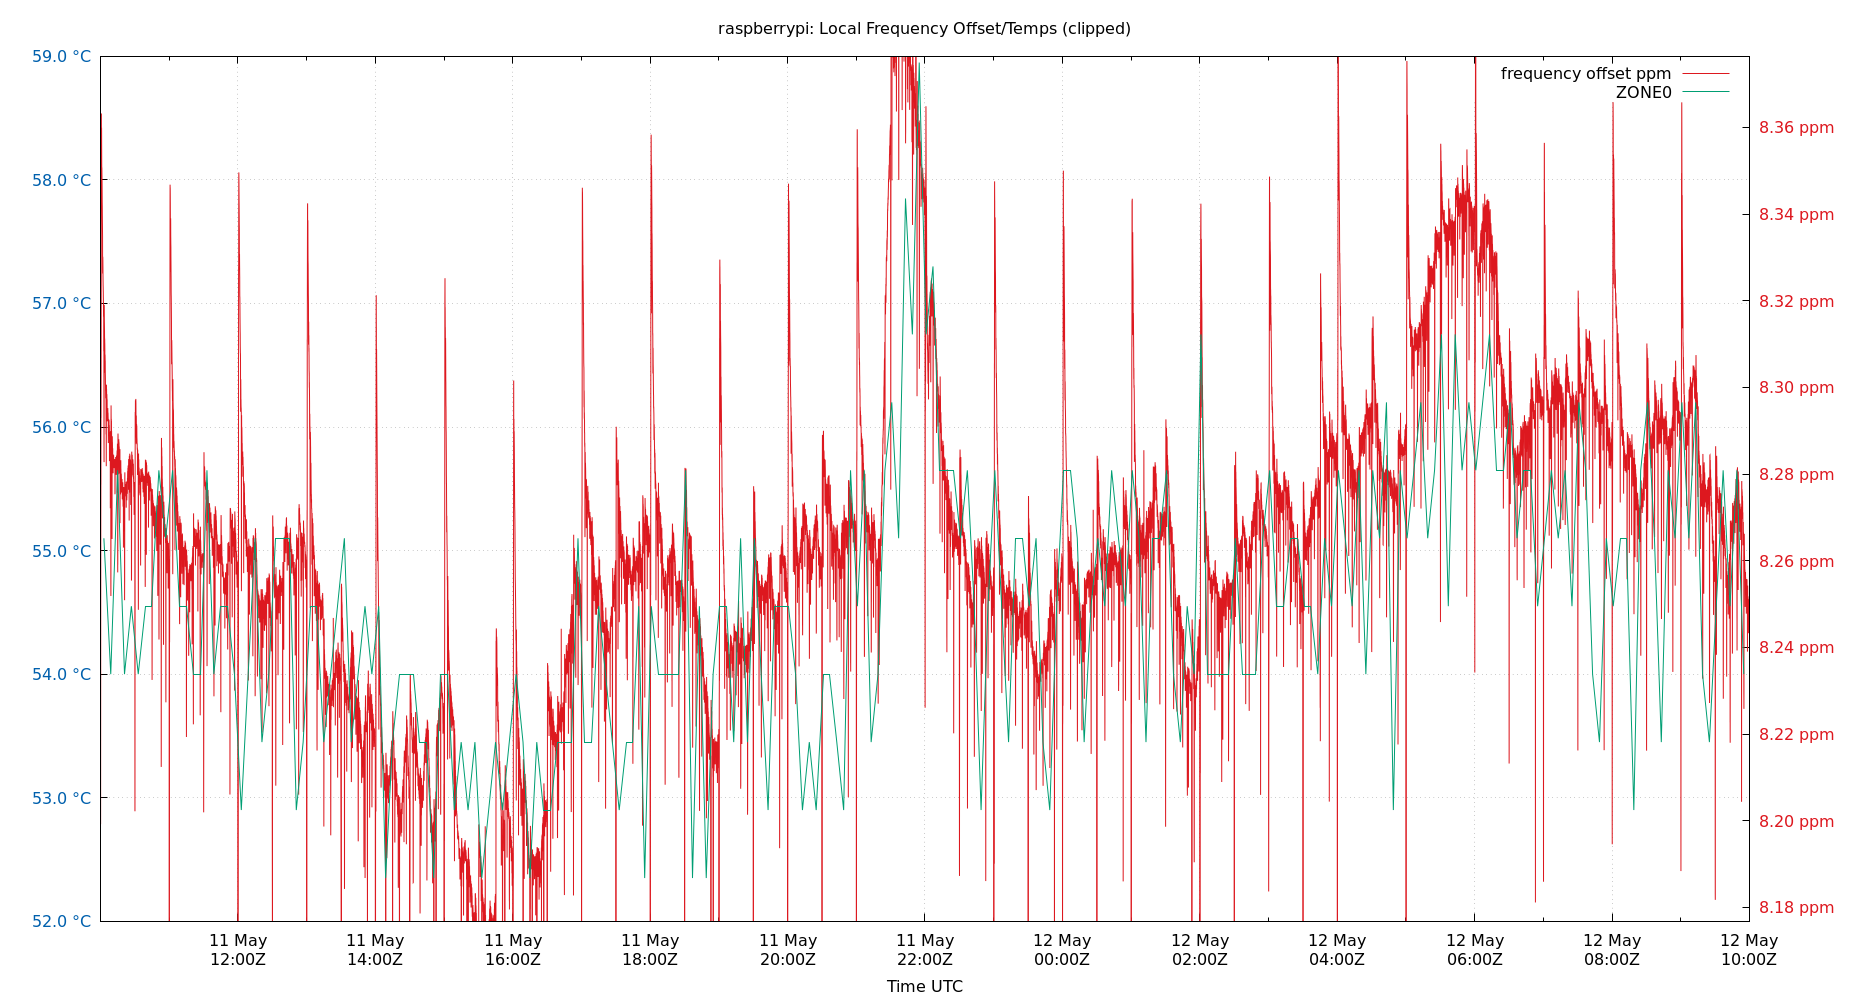 raspberrypi: Local Frequency Offset/Temps (clipped)
59.0 °C
58.0 °C
57.0 °C
56.0 °C
55.0 °C
54.0 °C
53.0 °C
52.0 °C
frequency offset ppm
ZONE0
8.36 ppm
8.34 ppm
8.32 ppm
8.30 ppm
8.28 ppm
8.26 ppm
8.24 ppm
8.22 ppm
8.20 ppm
8.18 ppm
11 May
12:00Z
11 May
14:00Z
11 May
16:00Z
11 May
18:00Z
11 May
20:00Z
11 May
22:00Z
12 May
00:00Z
12 May
02:00Z
12 May
04:00Z
12 May
06:00Z
12 May
08:00Z
12 May
10:00Z
Time UTC